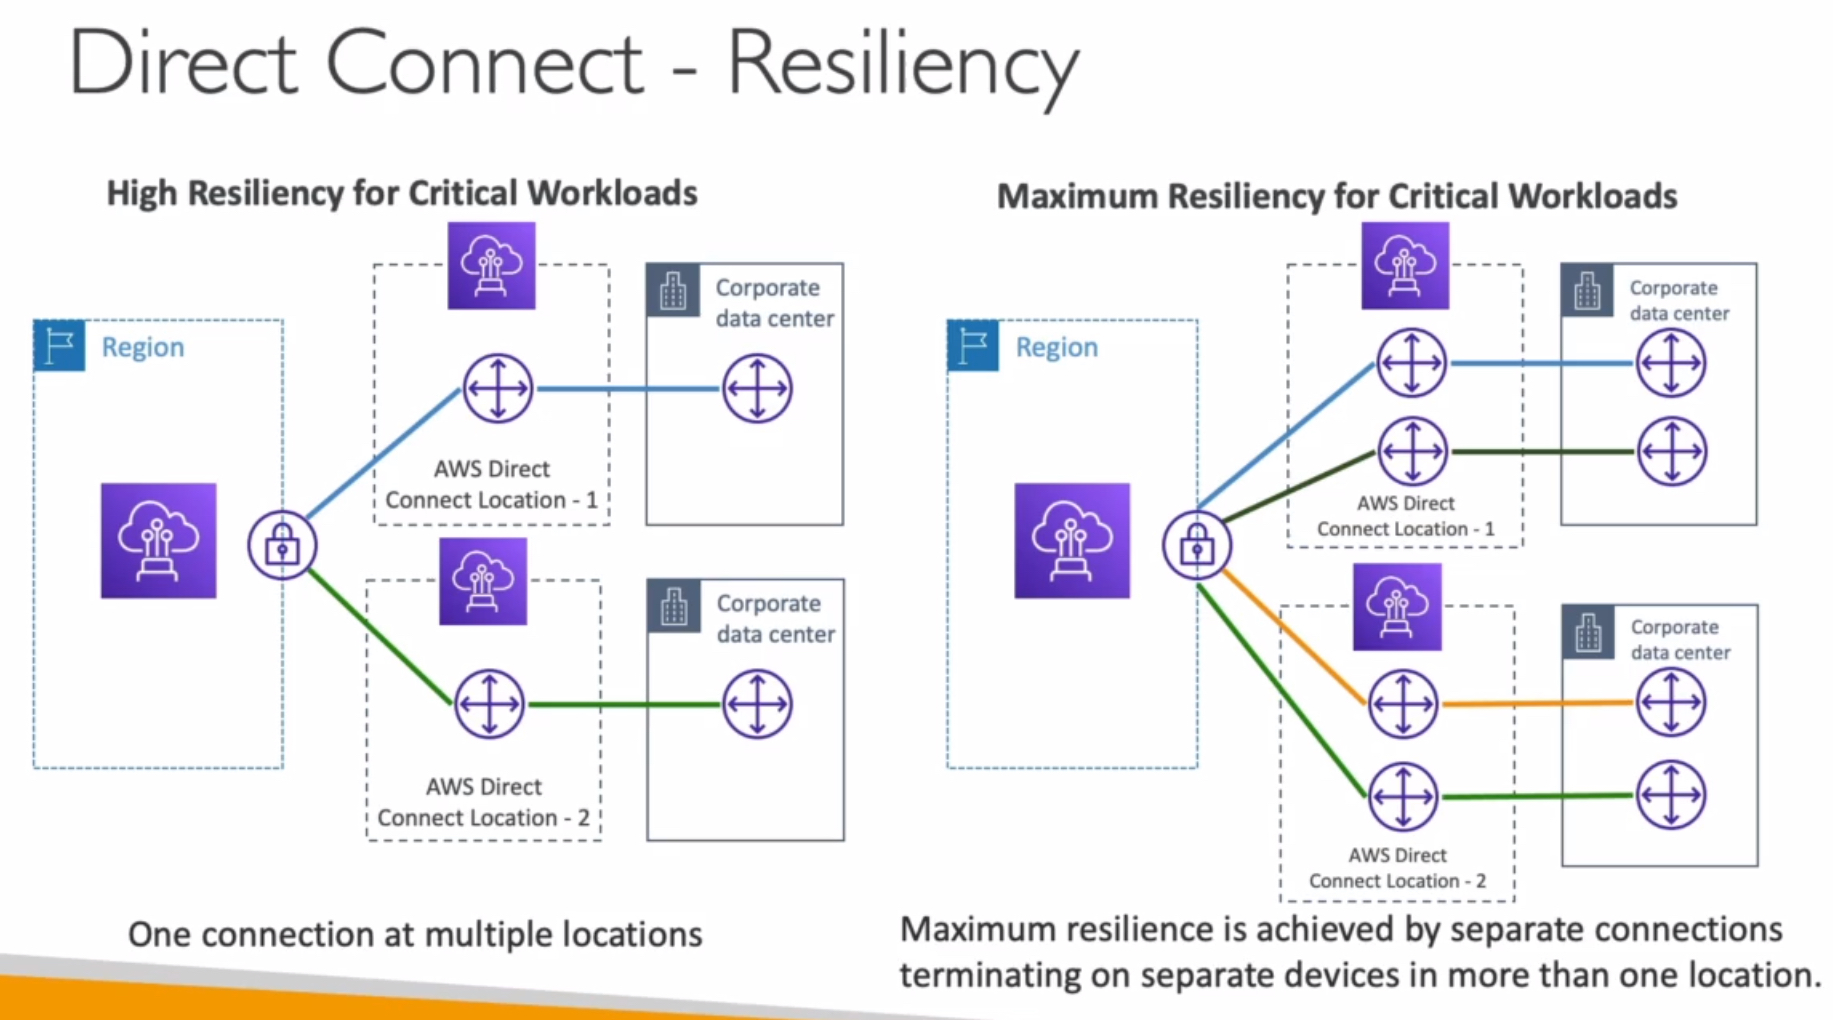 Direct Connect - Resiliency
High Resiliency for Critical Workloads
Region
AWS Direct
Connect Location - 1
Corporate
data center
AWS Direct
Connect Location - 2
Corporate
data center
One connection at multiple locations
Maximum Resiliency for Critical Workloads
Region
AWS Direct
Connect Location - 1
Corporate
data center
AWS Direct
Connect Location - 2
Corporate
data center
Maximum resilience is achieved by separate connections
terminating on separate devices in more than one location.